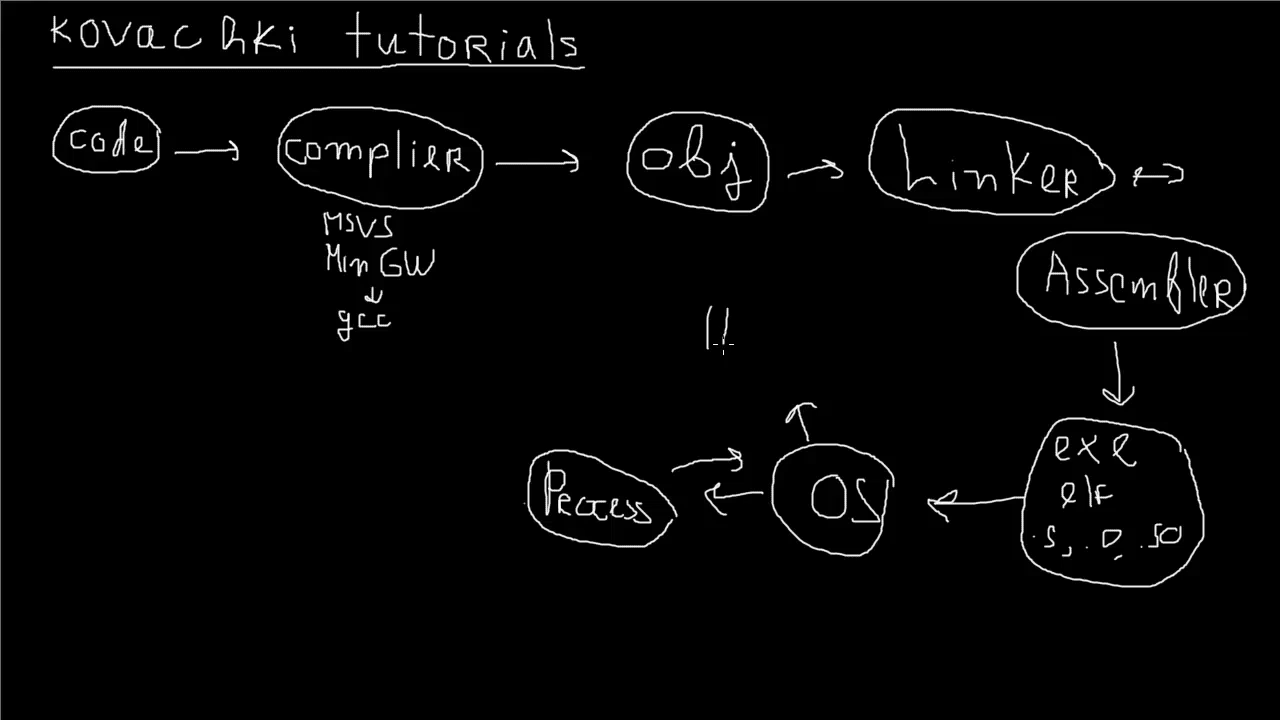 Kovachki tutorials
code
complier
obj
Linker
MSVS
MinGW
gcc
Assembler
exe
elf
.s, .o, .so
OS
Process